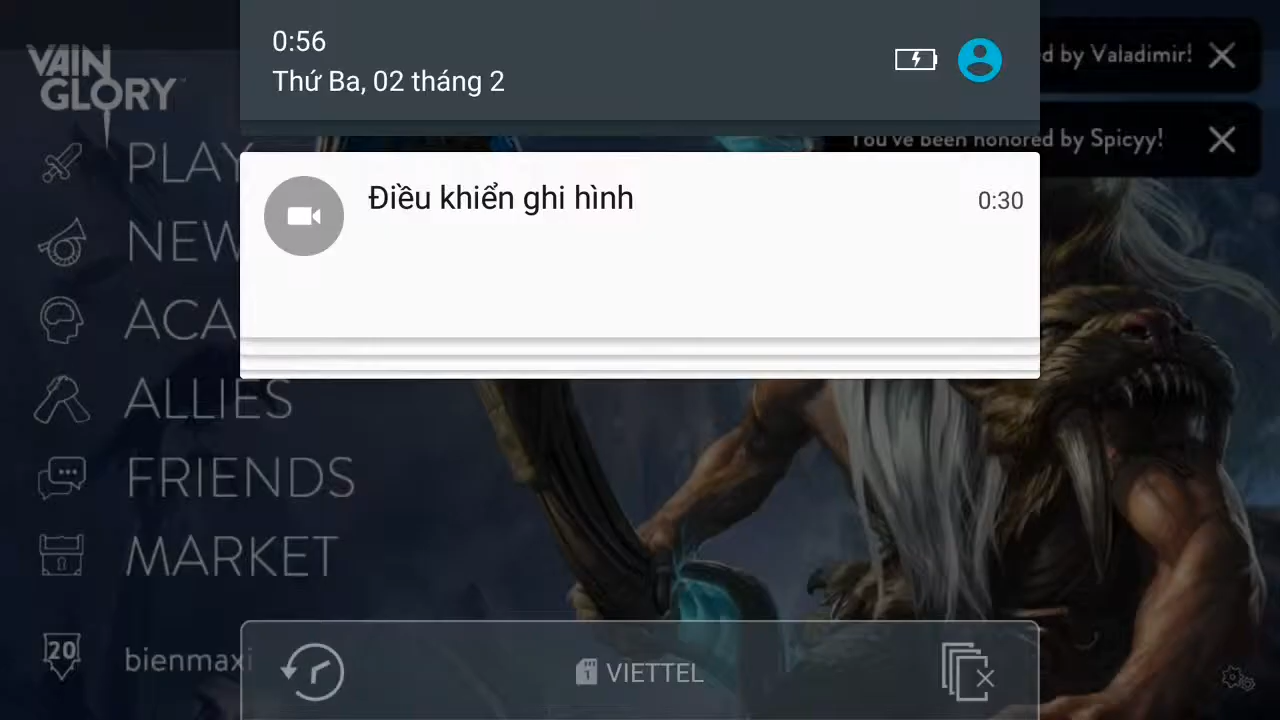 0:56
Thứ Ba, 02 tháng 2
d by Valadimir!
You've been honored by Spicyy!
VAIN
GLORY
PLAY
NEW
ACA
ALLIES
FRIENDS
MARKET
20
bienmaxi
Điều khiển ghi hình
0:30
1
VIETTEL